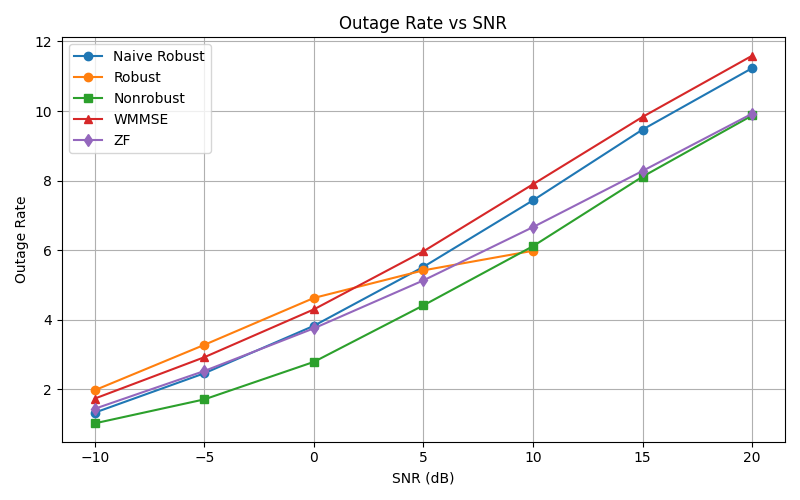 Outage Rate vs SNR
12
10
8
6
4
2
Outage Rate
Naive Robust
Robust
Nonrobust
WMMSE
ZF
−10
−5
0
5
10
15
20
SNR (dB)